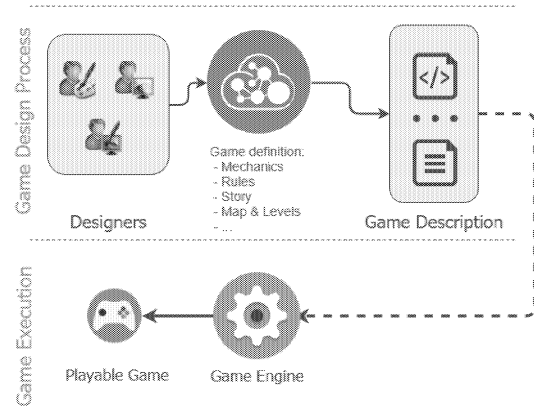 Game Design Process
</>
Game definition:
- Mechanics
- Rules
- Story
- Map & Levels
- ...
Designers
Game Description
Game Execution
Playable Game
Game Engine